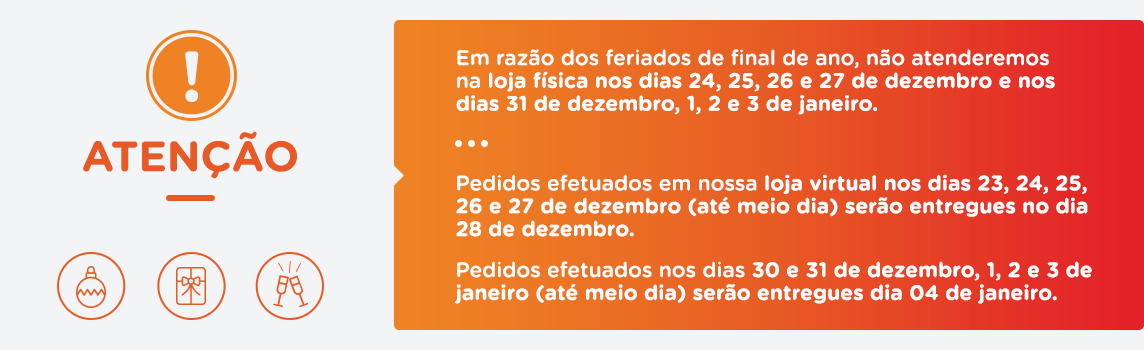 ATENÇÃO
Em razão dos feriados de final de ano, não atenderemos
na loja física nos dias 24, 25, 26 e 27 de dezembro e nos
dias 31 de dezembro, 1, 2 e 3 de janeiro.
Pedidos efetuados em nossa loja virtual nos dias 23, 24, 25,
26 e 27 de dezembro (até meio dia) serão entregues no dia
28 de dezembro.
Pedidos efetuados nos dias 30 e 31 de dezembro, 1, 2 e 3 de
janeiro (até meio dia) serão entregues dia 04 de janeiro.